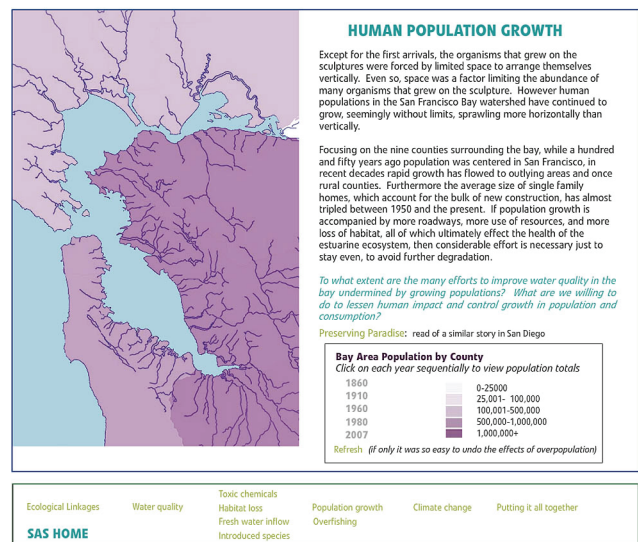 HUMAN POPULATION GROWTH
Except for the first arrivals, the organisms that grew on the
sculptures were forced by limited space to arrange themselves
vertically. Even so, space was a factor limiting the abundance of
many organisms that grew on the sculpture. However human
populations in the San Francisco Bay watershed have continued to
grow, seemingly without limits, sprawling more horizontally than
vertically.
Focusing on the nine counties surrounding the bay, while a hundred
and fifty years ago population was centered in San Francisco, in
recent decades rapid growth has flowed to outlying areas and once
rural counties. Furthermore the average size of single family
homes, which account for the bulk of new construction, has almost
tripled between 1950 and the present. If population growth is
accompanied by more roadways, more use of resources, and more
loss of habitat, all of which ultimately effect the health of the
estuarine ecosystem, then considerable effort is necessary just to
stay even, to avoid further degradation.
To what extent are the many efforts to improve water quality in the
bay undermined by growing populations? What are we willing to
do to lessen human impact and control growth in population and
consumption?
Preserving Paradise: read of a similar story in San Diego
Bay Area Population by County
Click on each year sequentially to view population totals
1860 0-25000
1910 25,001- 100,000
1960 100,001-500,000
1980 500,000-1,000,000
2007 1,000,000+
Refresh (if only it was so easy to undo the effects of overpopulation)
Ecological Linkages Water quality Toxic chemicals Population growth Climate change Putting it all together
Habitat loss
Fresh water inflow Overfishing
Introduced species
SAS HOME